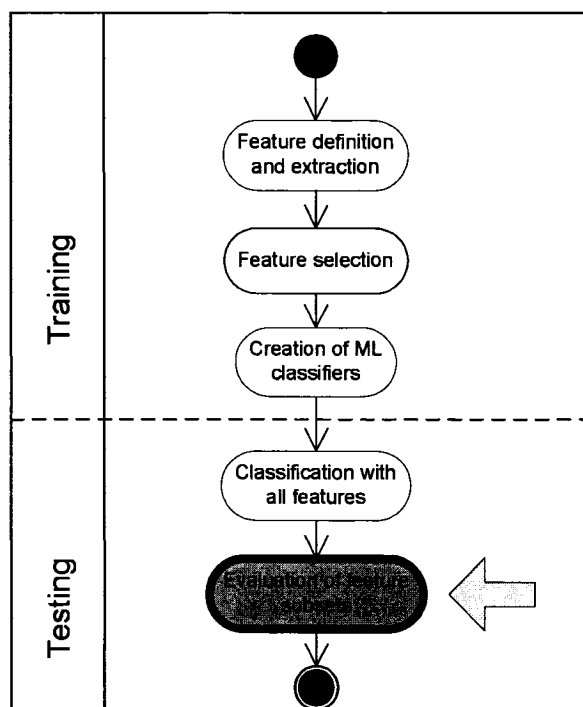 Training
Feature definition
and extraction
Feature selection
Creation of ML
classifiers
Testing
Classification with
all features
Evaluation of feature
subsets